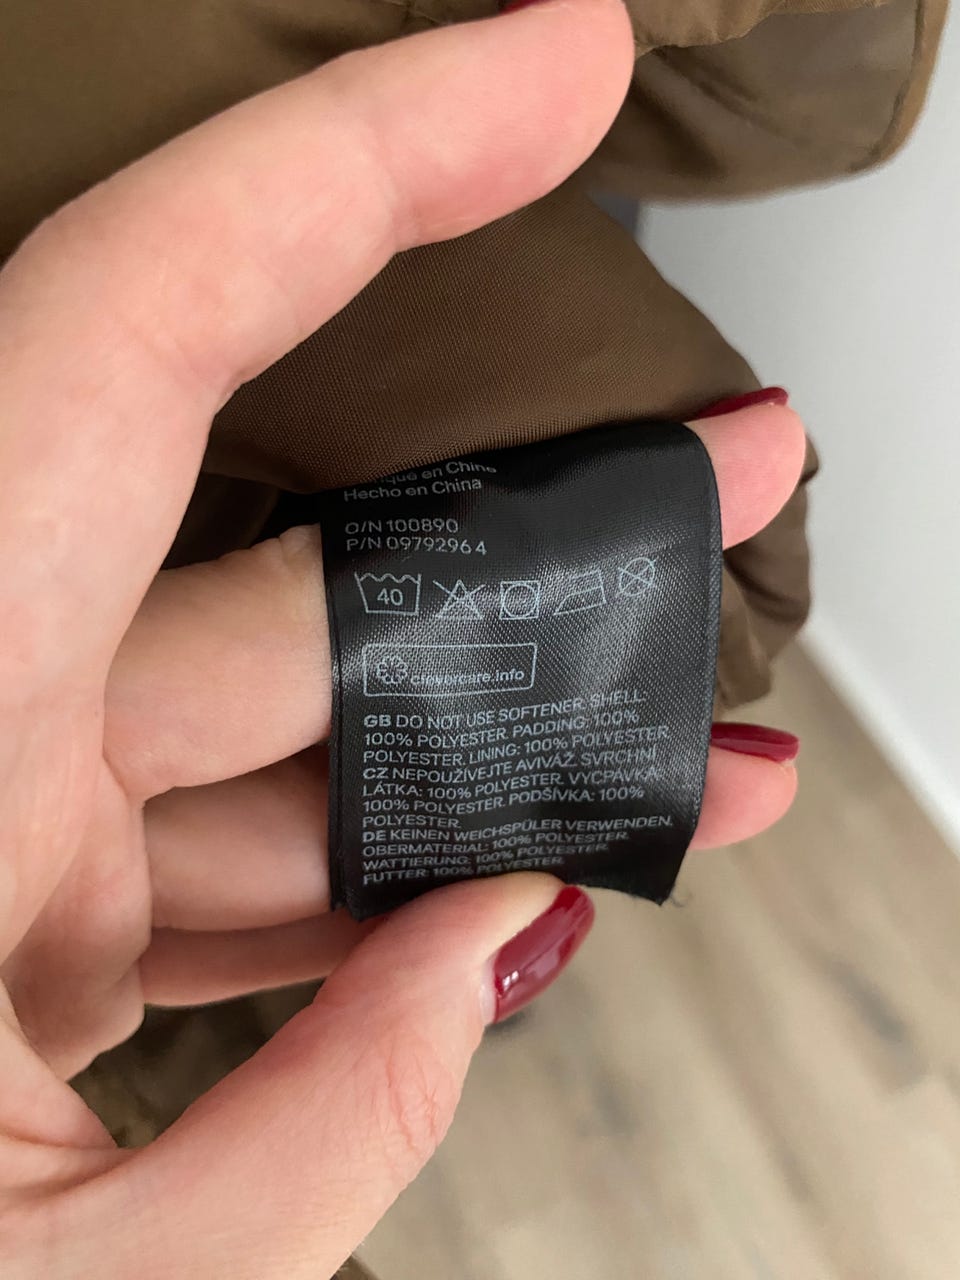 en Chine
Hecho en China
O/N 100890
P/N 09792964
40
clevercare.info
GB DO NOT USE SOFTENER. SHELL:
100% POLYESTER. PADDING: 100%
POLYESTER. LINING: 100% POLYESTER
CZ NEPOUŽÍVEJTE AVIVÁŽ. SVRCHNÍ
LÁTKA: 100% POLYESTER. VYCPÁVKA:
100% POLYESTER. PODŠÍVKA: 100%
POLYESTER.
DE KEINEN WEICHSPÜLER VERWENDEN.
OBERMATERIAL: 100% POLYESTER.
WATTIERUNG: 100% POLYESTER.
FUTTER: 100% POLYESTER.